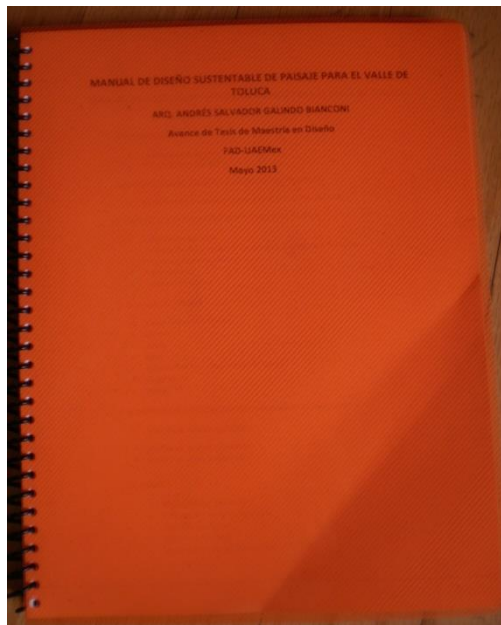 MANUAL DE DISEÑO SUSTENTABLE DE PAISAJE PARA EL VALLE DE
TOLUCA
ARQ. ANDRÉS SALVADOR GALINDO BIANCONI
Avance de Tesis de Maestría en Diseño
FAD-UAEMex
Mayo 2013